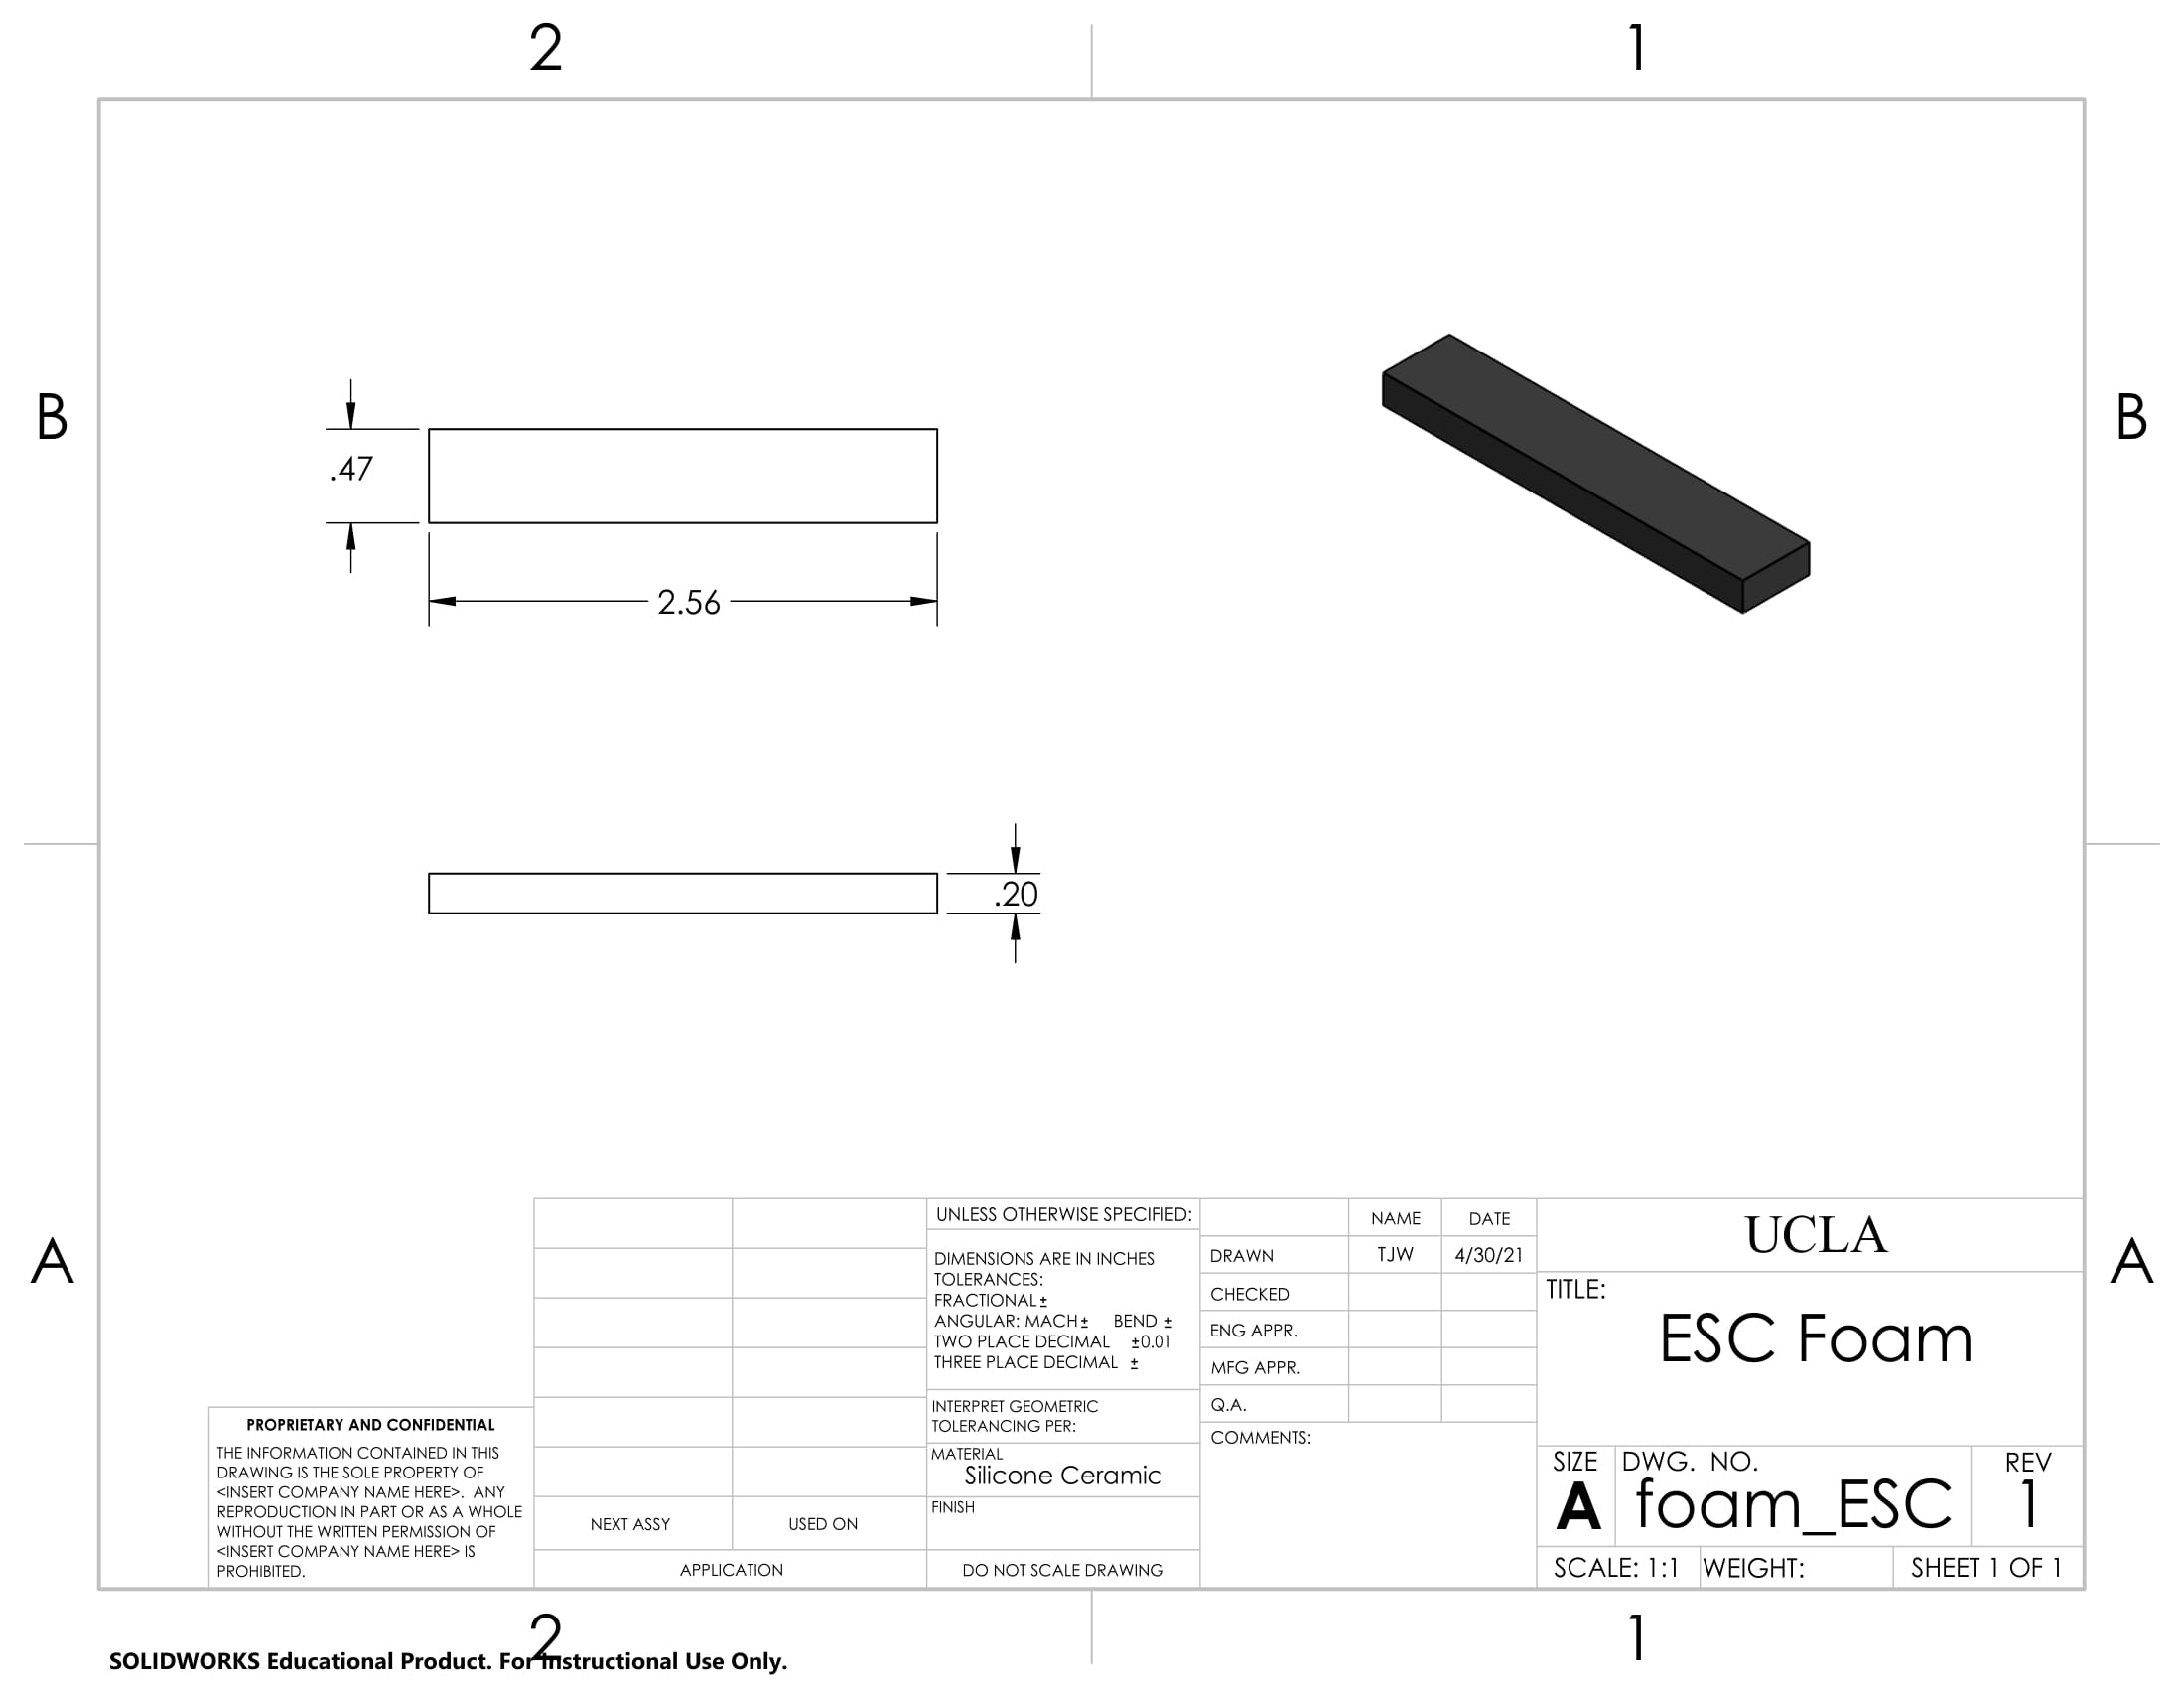 2
1
B
B
.47
2.56
.20
A
A
UNLESS OTHERWISE SPECIFIED:
DIMENSIONS ARE IN INCHES
TOLERANCES:
FRACTIONAL±
ANGULAR: MACH± BEND ±
TWO PLACE DECIMAL ±0.01
THREE PLACE DECIMAL ±
INTERPRET GEOMETRIC
TOLERANCING PER:
MATERIAL
Silicone Ceramic
FINISH
DO NOT SCALE DRAWING
NAME DATE
DRAWN TJW 4/30/21
CHECKED
ENG APPR.
MFG APPR.
Q.A.
COMMENTS:
UCLA
TITLE:
ESC Foam
SIZE DWG. NO. REV
A foam_ESC 1
SCALE: 1:1 WEIGHT: SHEET 1 OF 1
PROPRIETARY AND CONFIDENTIAL
THE INFORMATION CONTAINED IN THIS
DRAWING IS THE SOLE PROPERTY OF
<INSERT COMPANY NAME HERE>. ANY
REPRODUCTION IN PART OR AS A WHOLE
WITHOUT THE WRITTEN PERMISSION OF
<INSERT COMPANY NAME HERE> IS
PROHIBITED.
NEXT ASSY USED ON
APPLICATION
2
1
SOLIDWORKS Educational Product. For Instructional Use Only.